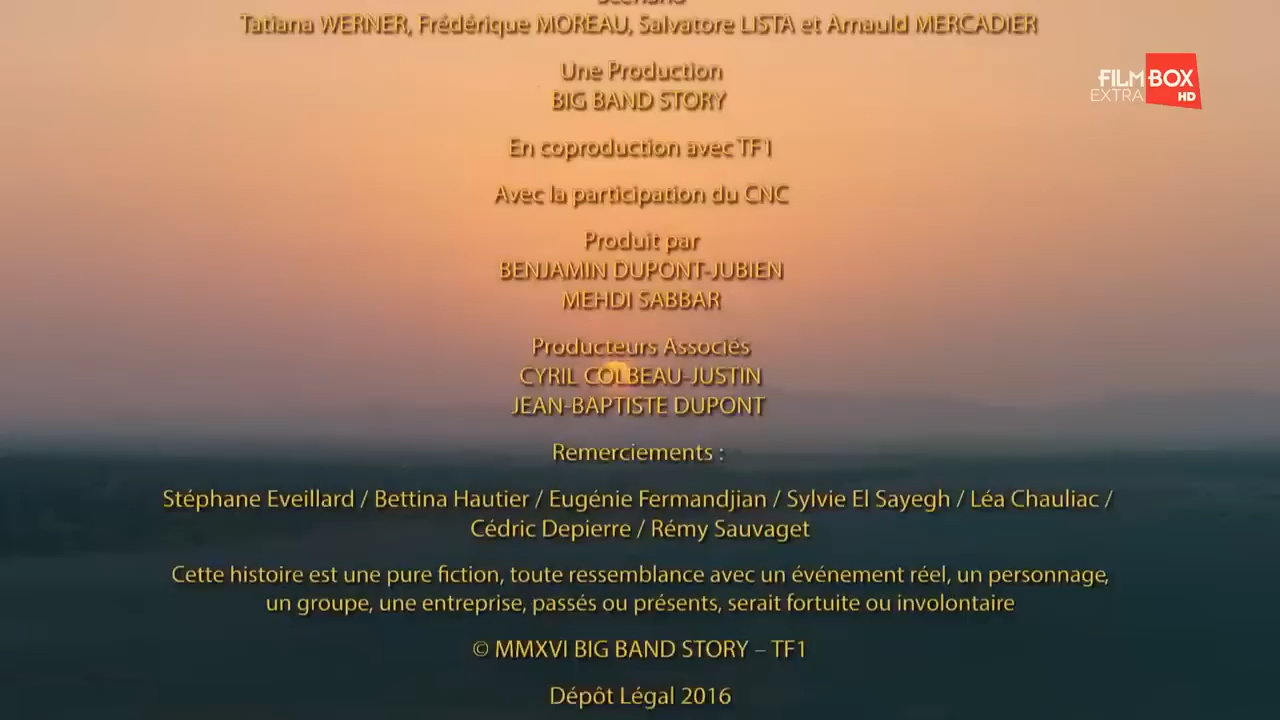 Scénario
Tatiana WERNER, Frédérique MOREAU, Salvatore LISTA et Arnauld MERCADIER
Une Production
BIG BAND STORY
En coproduction avec TF1
Avec la participation du CNC
Produit par
BENJAMIN DUPONT-JUBIEN
MEHDI SABBAR
Producteurs Associés
CYRIL COLBEAU-JUSTIN
JEAN-BAPTISTE DUPONT
Remerciements :
Stéphane Eveillard / Bettina Hautier / Eugénie Fermandjian / Sylvie El Sayegh / Léa Chauliac /
Cédric Depierre / Rémy Sauvaget
Cette histoire est une pure fiction, toute ressemblance avec un événement réel, un personnage,
un groupe, une entreprise, passés ou présents, serait fortuite ou involontaire
© MMXVI BIG BAND STORY – TF1
Dépôt Légal 2016
FILMBOX
EXTRA HD